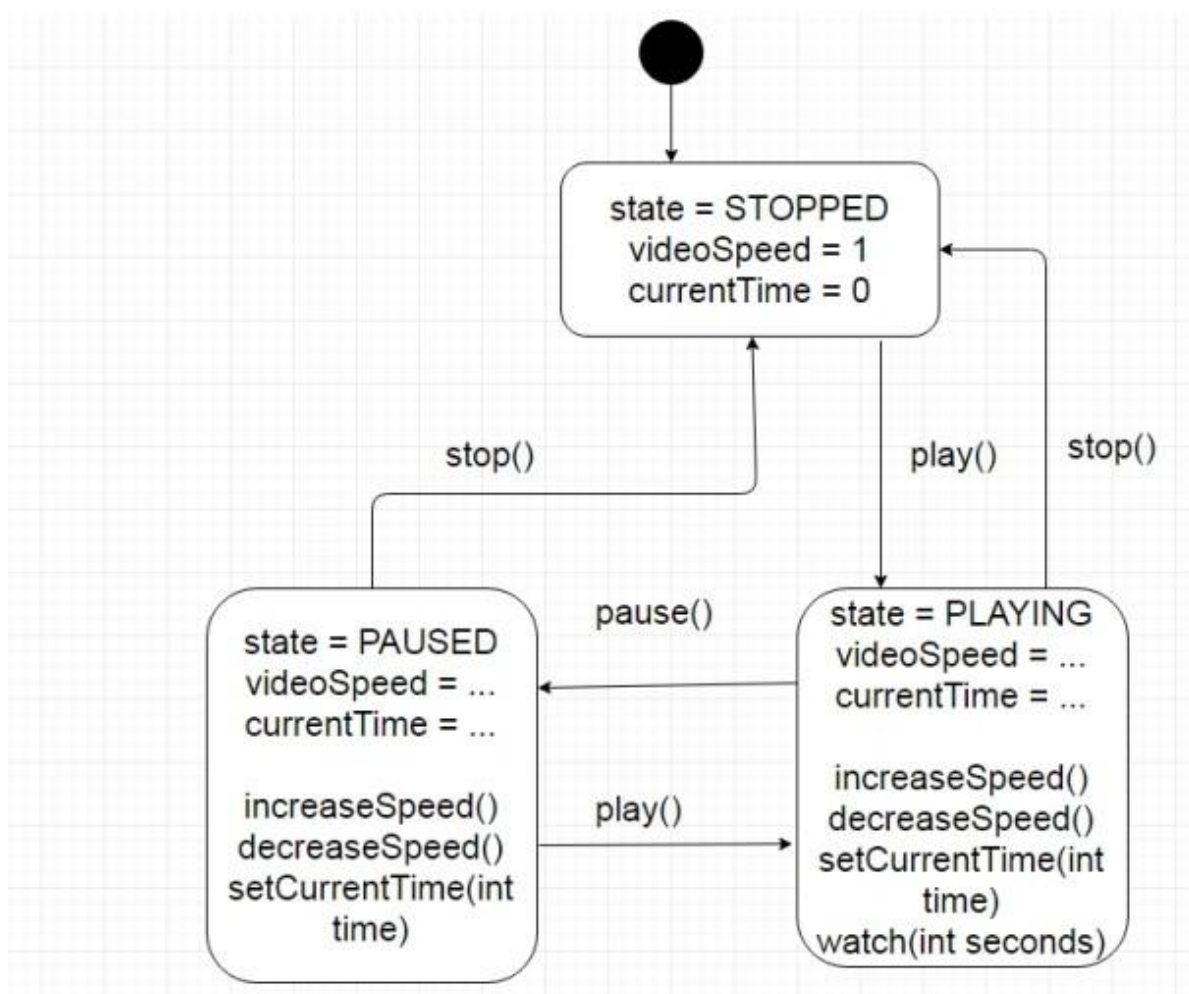 state = STOPPED
videoSpeed = 1
currentTime = 0
stop()
play()
stop()
state = PAUSED
videoSpeed = ...
currentTime = ...
increaseSpeed()
decreaseSpeed()
setCurrentTime(int
time)
pause()
play()
state = PLAYING
videoSpeed = ...
currentTime = ...
increaseSpeed()
decreaseSpeed()
setCurrentTime(int
time)
watch(int seconds)